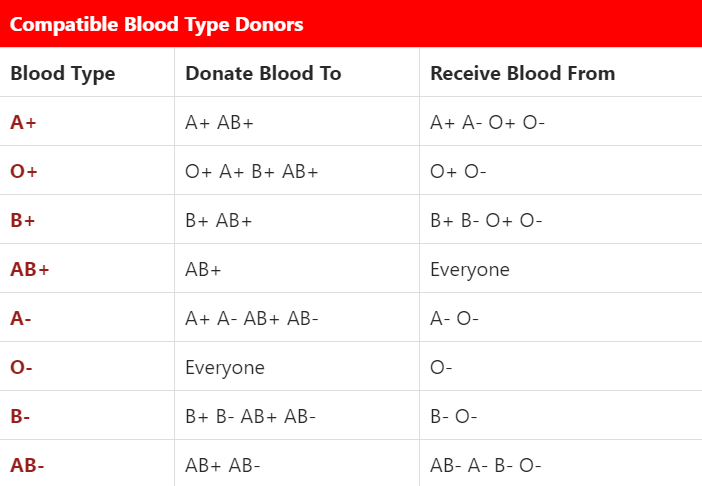 Compatible Blood Type Donors
Blood Type Donate Blood To Receive Blood From
A+ A+ AB+ A+ A- O+ O-
O+ O+ A+ B+ AB+ O+ O-
B+ B+ AB+ B+ B- O+ O-
AB+ AB+ Everyone
A- A+ A- AB+ AB- A- O-
O- Everyone O-
B- B+ B- AB+ AB- B- O-
AB- AB+ AB- AB- A- B- O-